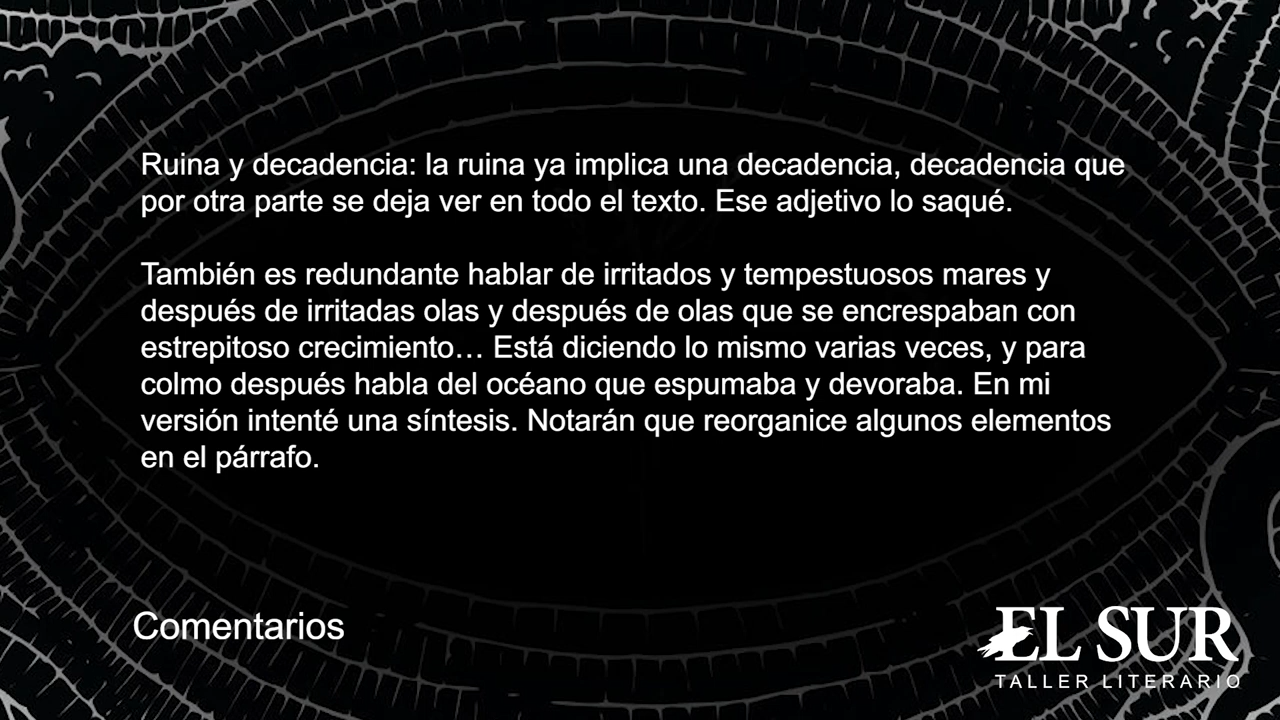 Ruina y decadencia: la ruina ya implica una decadencia, decadencia que
por otra parte se deja ver en todo el texto. Ese adjetivo lo saqué.
También es redundante hablar de irritados y tempestuosos mares y
después de irritadas olas y después de olas que se encrespaban con
estrepitoso crecimiento… Está diciendo lo mismo varias veces, y para
colmo después habla del océano que espumaba y devoraba. En mi
versión intenté una síntesis. Notarán que reorganice algunos elementos
en el párrafo.
Comentarios
EL SUR
TALLER LITERARIO